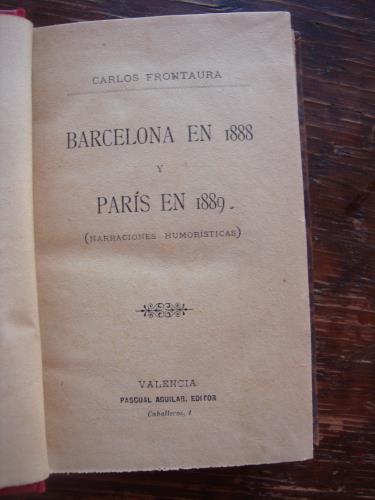 CARLOS FRONTAURA
BARCELONA EN 1888
Y
PARÍS EN 1889
(NARRACIONES HUMORÍSTICAS)
VALENCIA
PASCUAL AGUILAR, EDITOR
Caballeros, 1